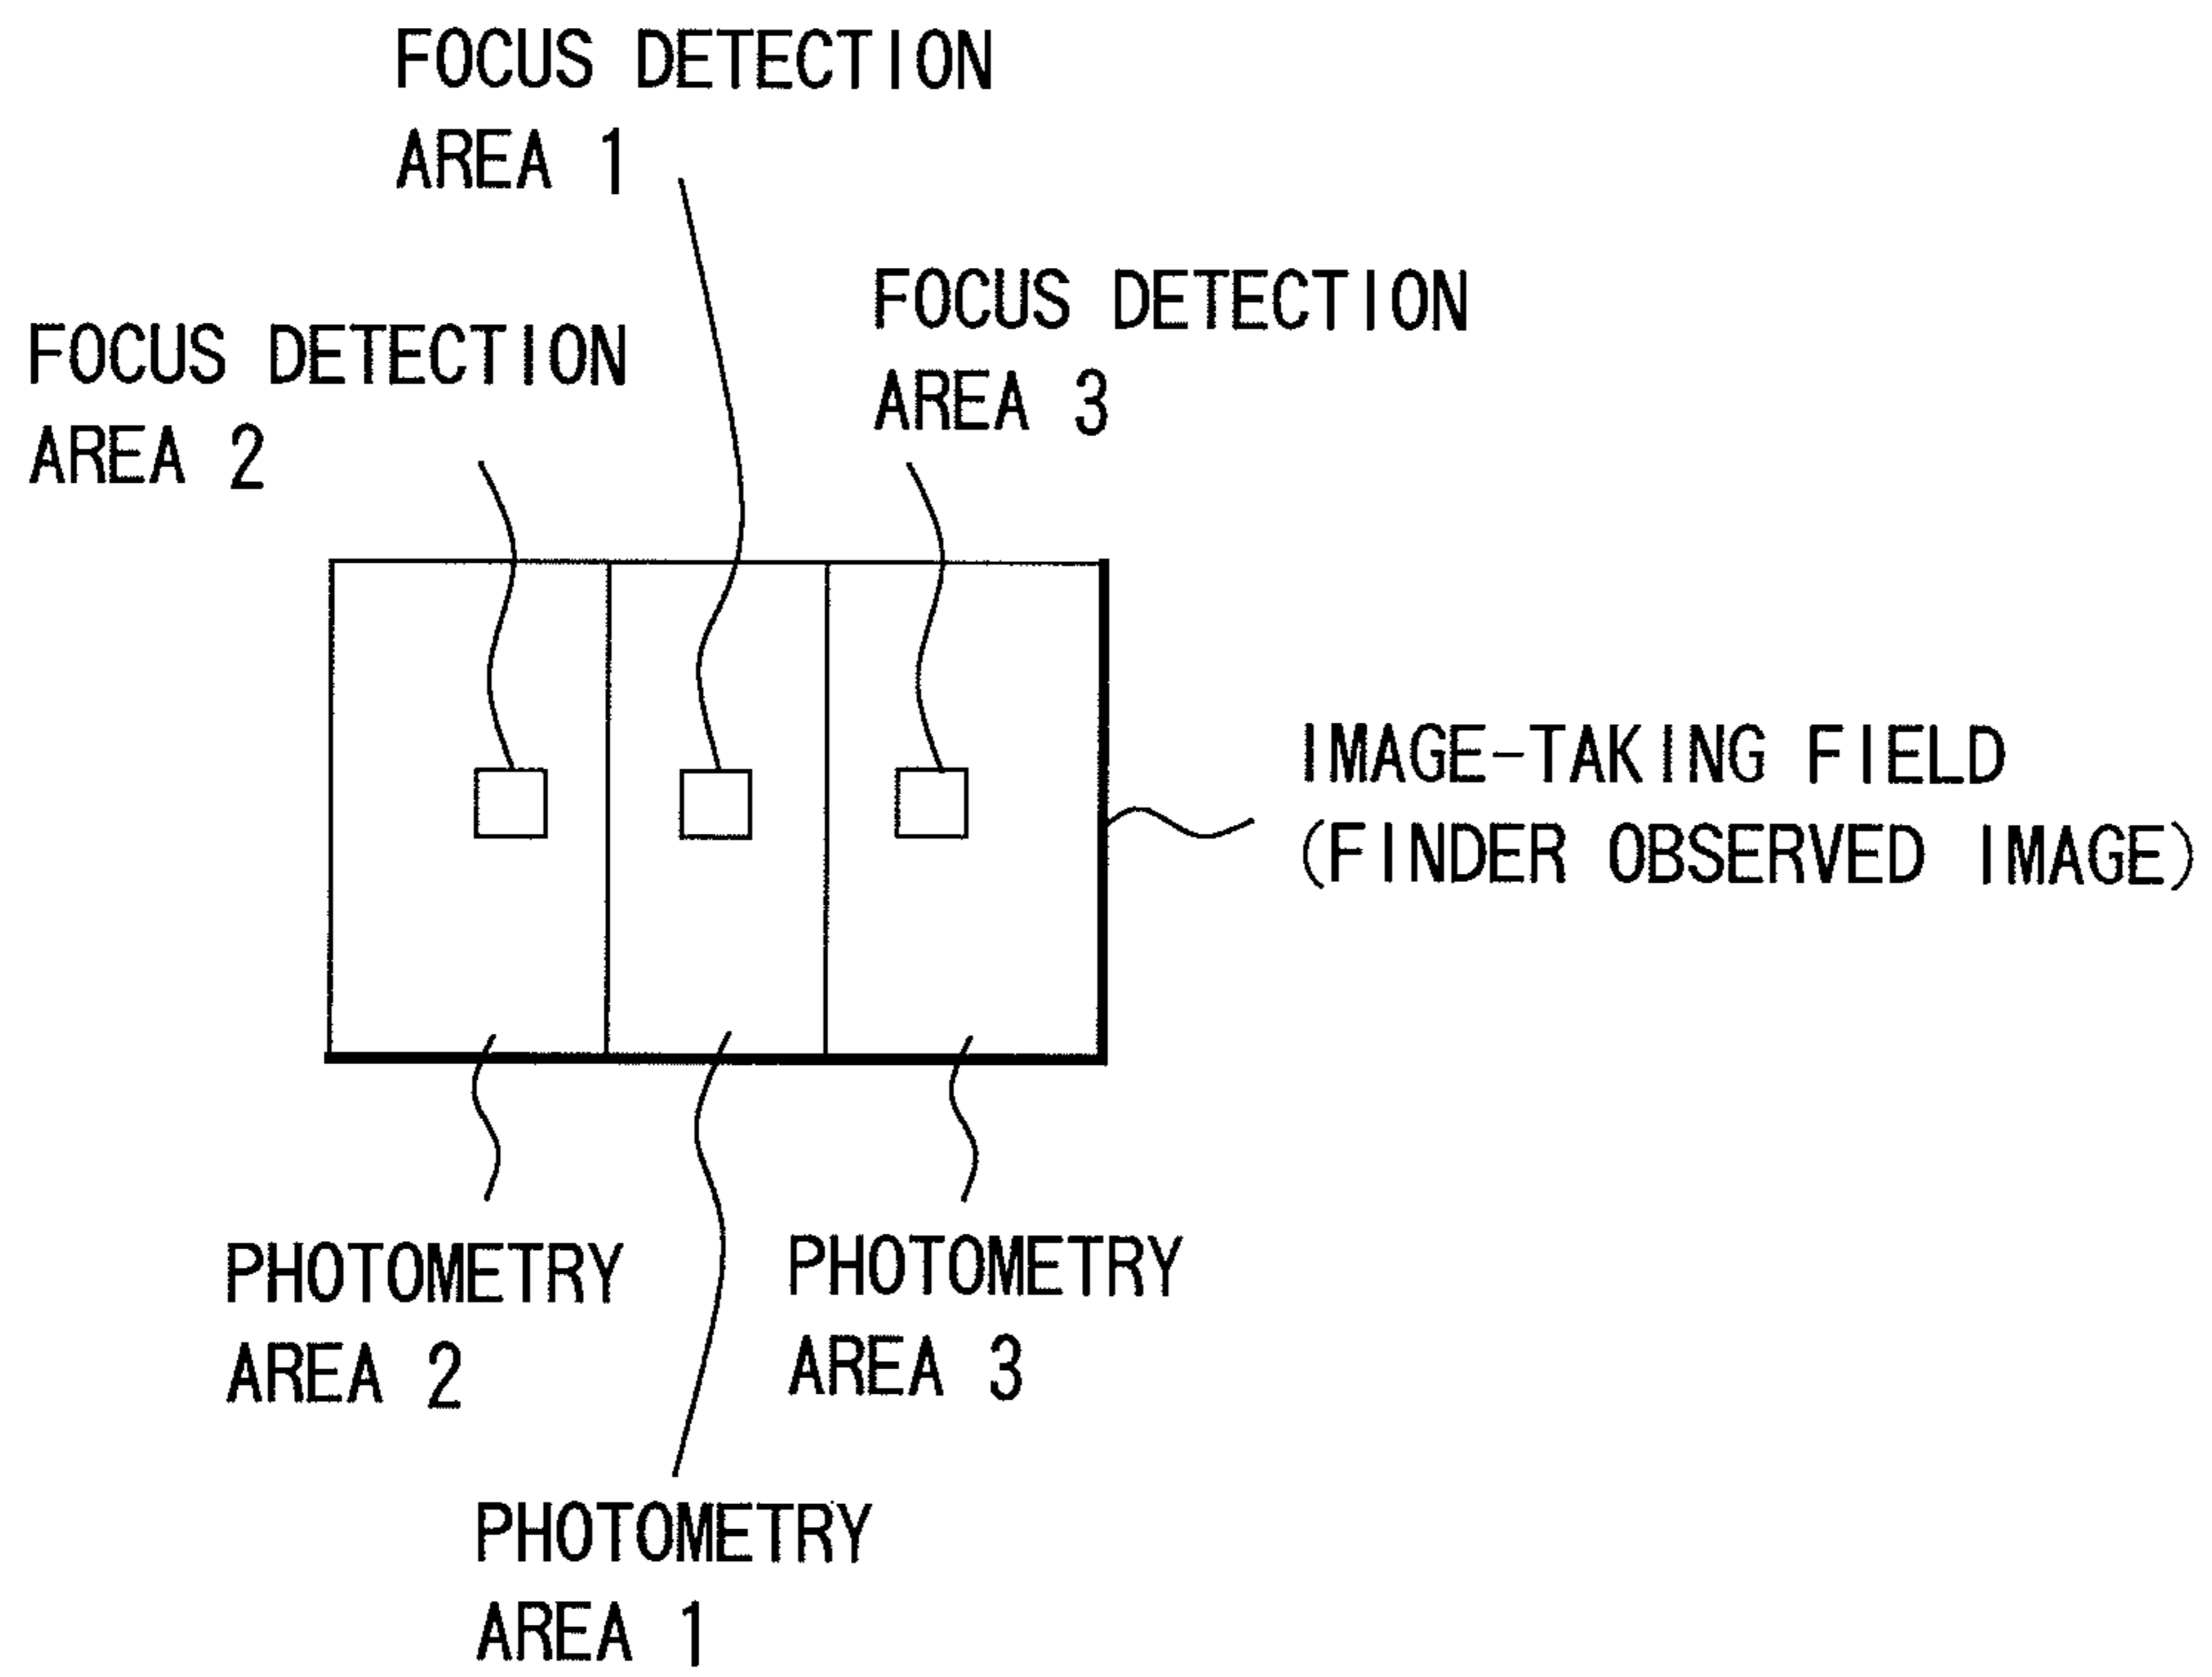 FOCUS DETECTION
AREA 1
FOCUS DETECTION
AREA 3
FOCUS DETECTION
AREA 2
IMAGE-TAKING FIELD
(FINDER OBSERVED IMAGE)
PHOTOMETRY
AREA 2
PHOTOMETRY
AREA 3
PHOTOMETRY
AREA 1